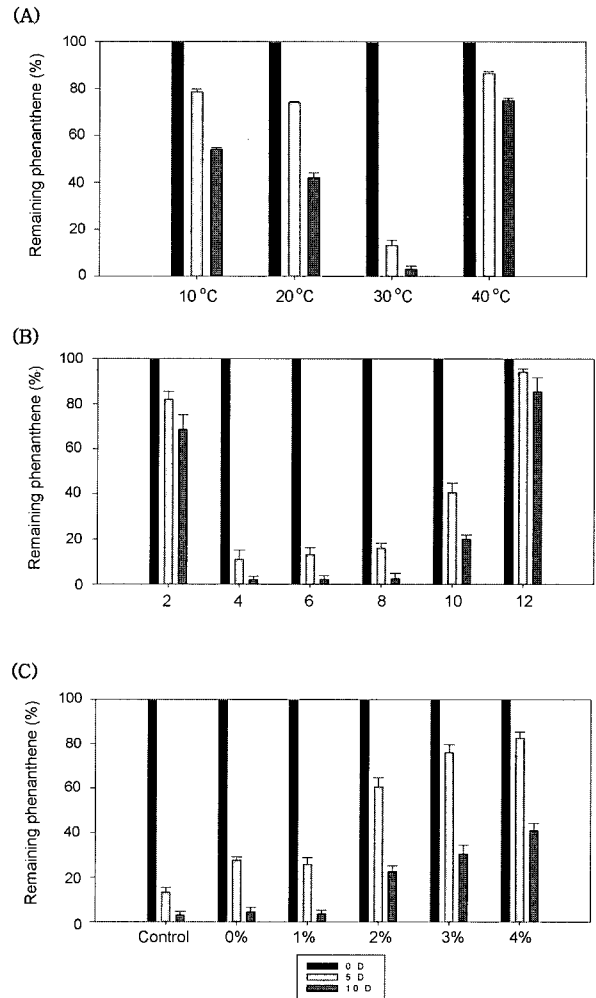 (A)
Remaining phenanthene (%)
100
80
60
40
20
0
10 °C 20 °C 30 °C 40 °C
(B)
Remaining phenanthene (%)
100
80
60
40
20
0
2 4 6 8 10 12
(C)
Remaining phenanthene (%)
100
80
60
40
20
0
Control 0% 1% 2% 3% 4%
0 D
5 D
10 D